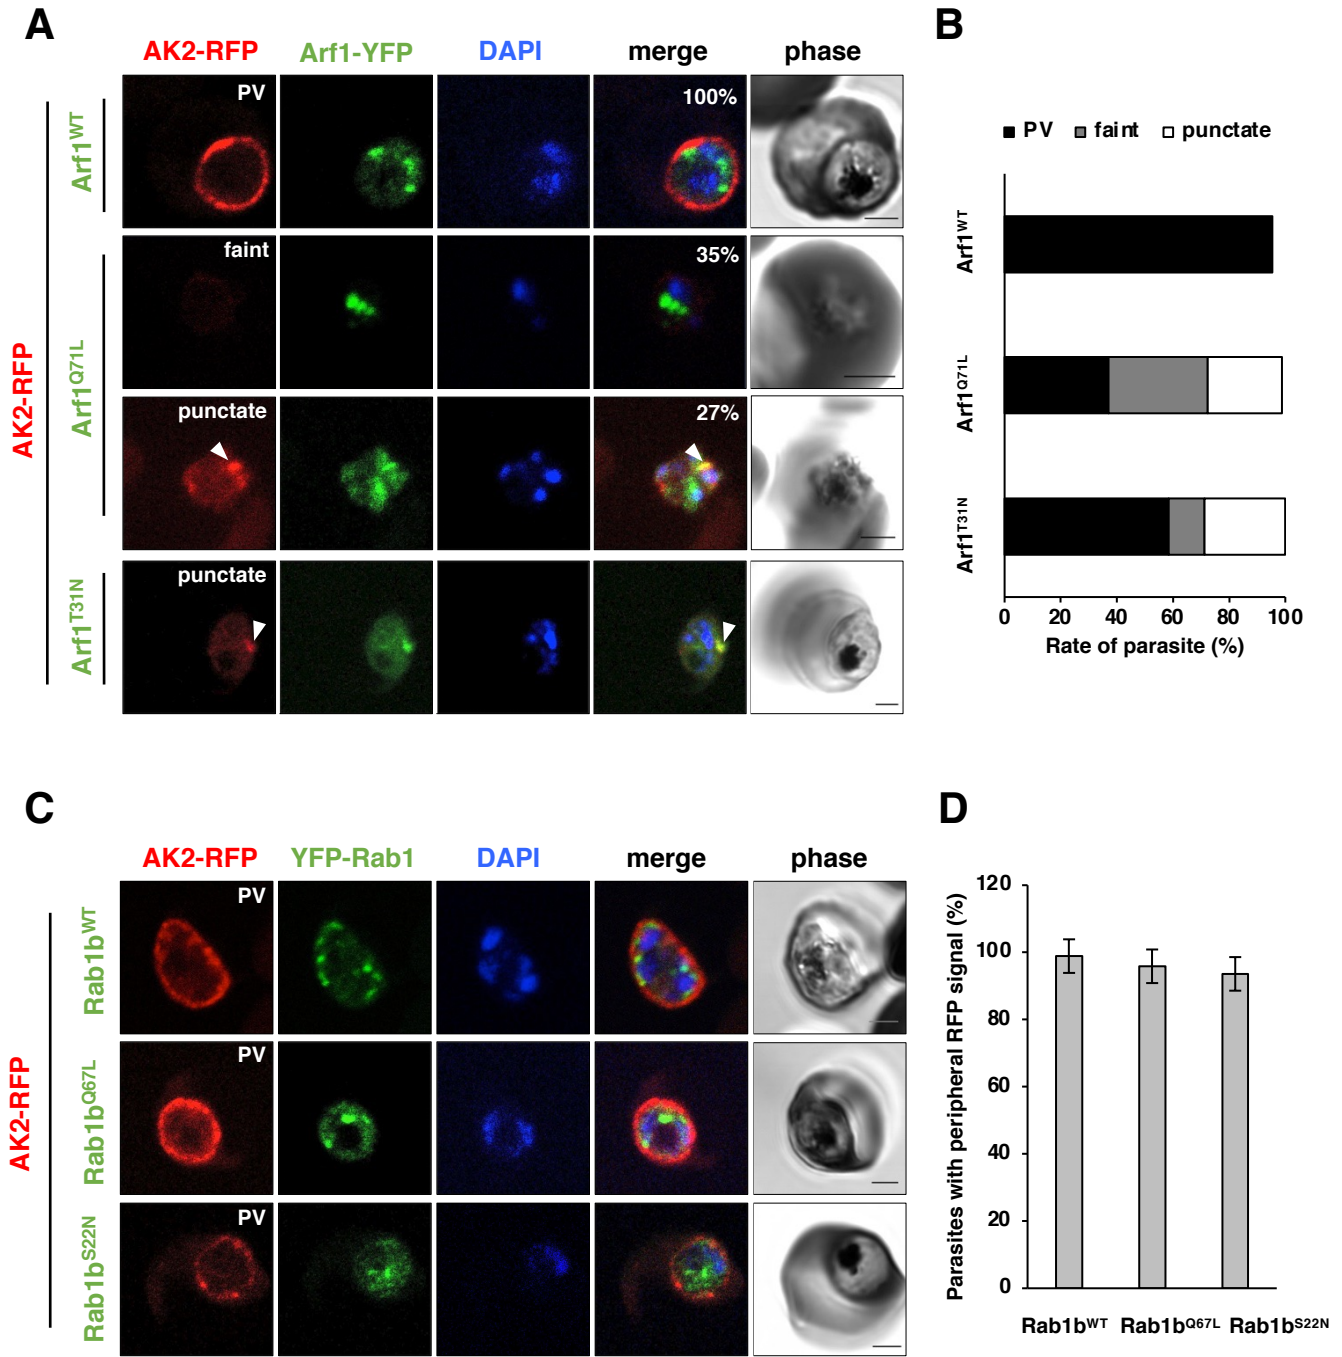 A
AK2-RFP Arf1-YFP DAPI merge phase
AK2-RFP
Arf1WT
PV
100%
Arf1Q71L
faint
35%
punctate
27%
Arf1T31N
punctate
B
PV faint punctate
Arf1WT
Arf1Q71L
Arf1T31N
0 20 40 60 80 100
Rate of parasite (%)
C
AK2-RFP YFP-Rab1 DAPI merge phase
AK2-RFP
Rab1bWT
PV
Rab1bQ67L
PV
Rab1bS22N
PV
D
Parasites with peripheral RFP signal (%)
120
100
80
60
40
20
0
Rab1bWT Rab1bQ67L Rab1bS22N